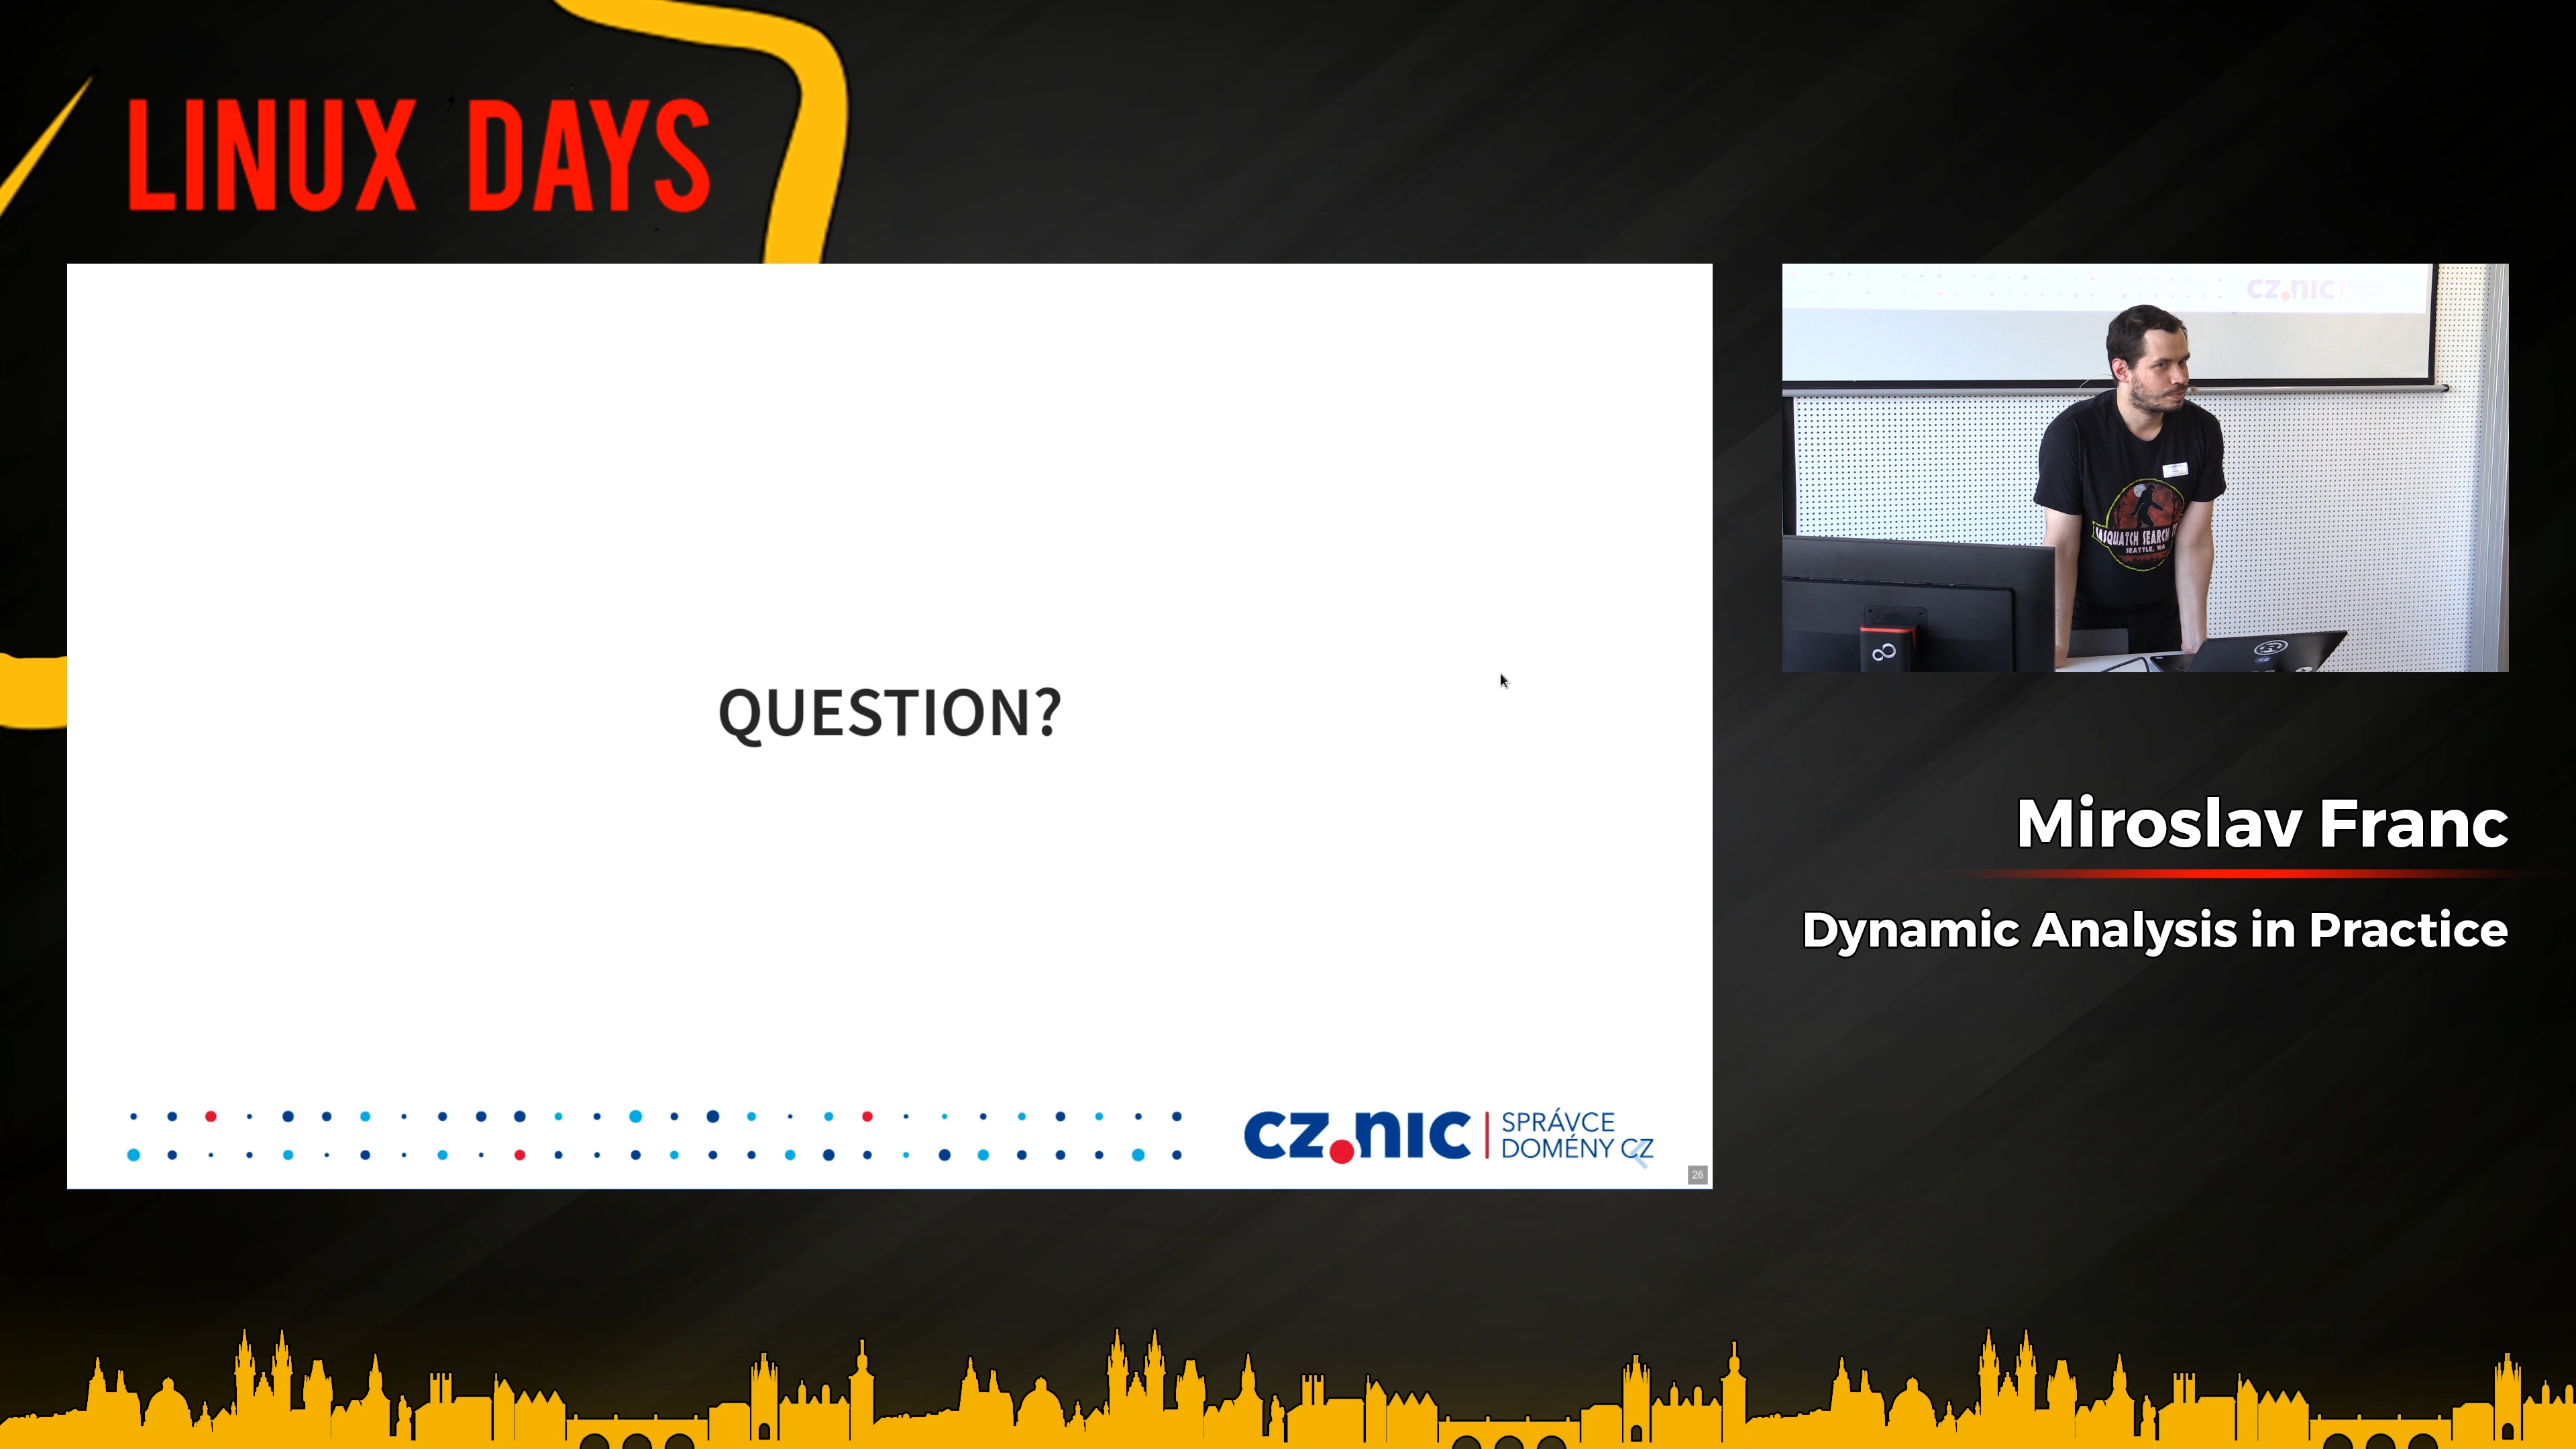 LINUX DAYS
QUESTION?
CZ.NIC
SPRÁVCE
DOMÉNY CZ
26
cz.nic
SASQUATCH SEARCH
SEATTLE, WA
Miroslav Franc
Dynamic Analysis in Practice